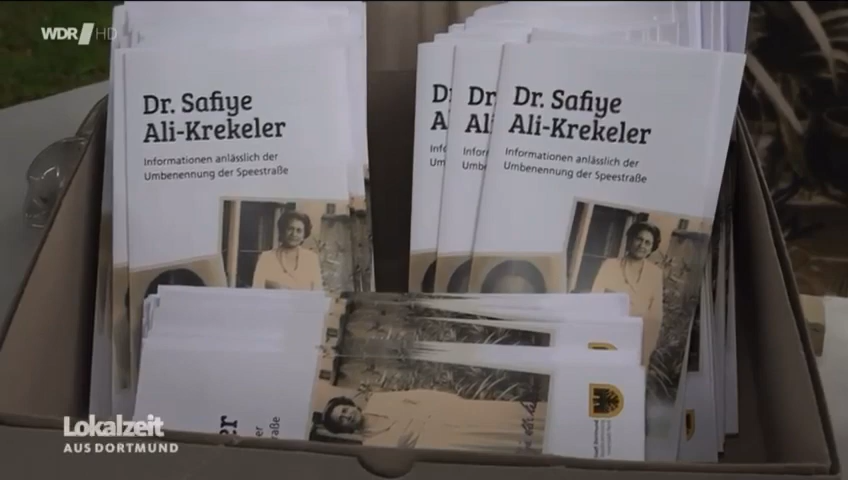 WDR HD
Dr. Safiye
Ali-Krekeler
Informationen anlässlich der
Umbenennung der Speestraße
Dr. Safiye
Ali-Krekeler
Informationen anlässlich der
Umbenennung der Speestraße
Lokalzeit
AUS DORTMUND